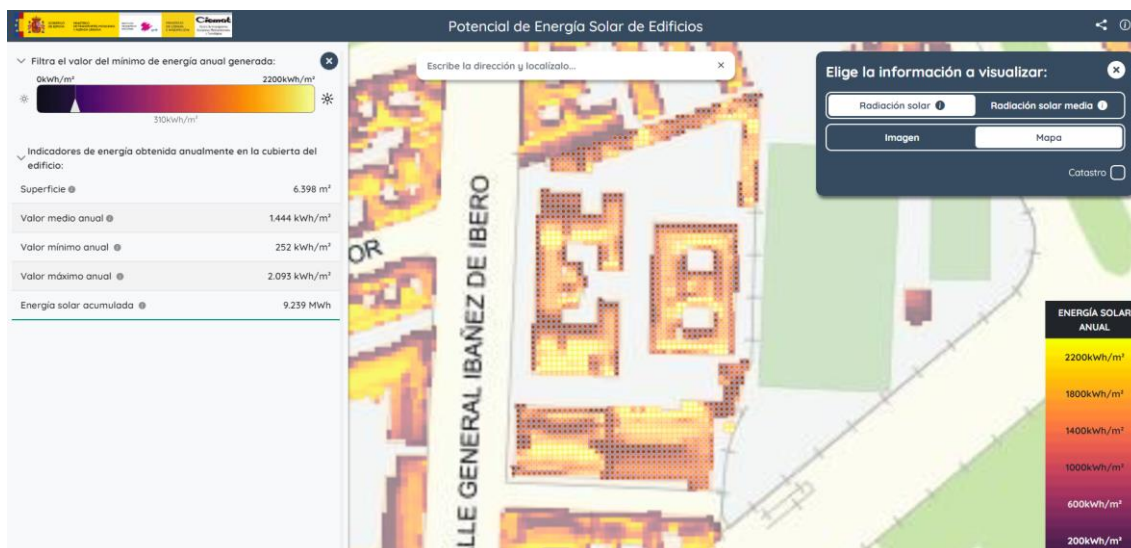 Ciemat
Potencial de Energía Solar de Edificios
Filtra el valor del mínimo de energía anual generada:
0kWh/m² 2200kWh/m²
310kWh/m²
Indicadores de energía obtenida anualmente en la cubierta del
edificio:
Superficie 6.398 m²
Valor medio anual 1.444 kWh/m²
Valor mínimo anual 252 kWh/m²
Valor máximo anual 2.093 kWh/m²
Energía solar acumulada 9.239 MWh
Escribe la dirección y localízalo...
OR
LLE GENERAL IBAÑEZ DE IBERO
Elige la información a visualizar:
Radiación solar Radiación solar media
Imagen Mapa
Catastro
ENERGÍA SOLAR
ANUAL
2200kWh/m²
1800kWh/m²
1400kWh/m²
1000kWh/m²
600kWh/m²
200kWh/m²